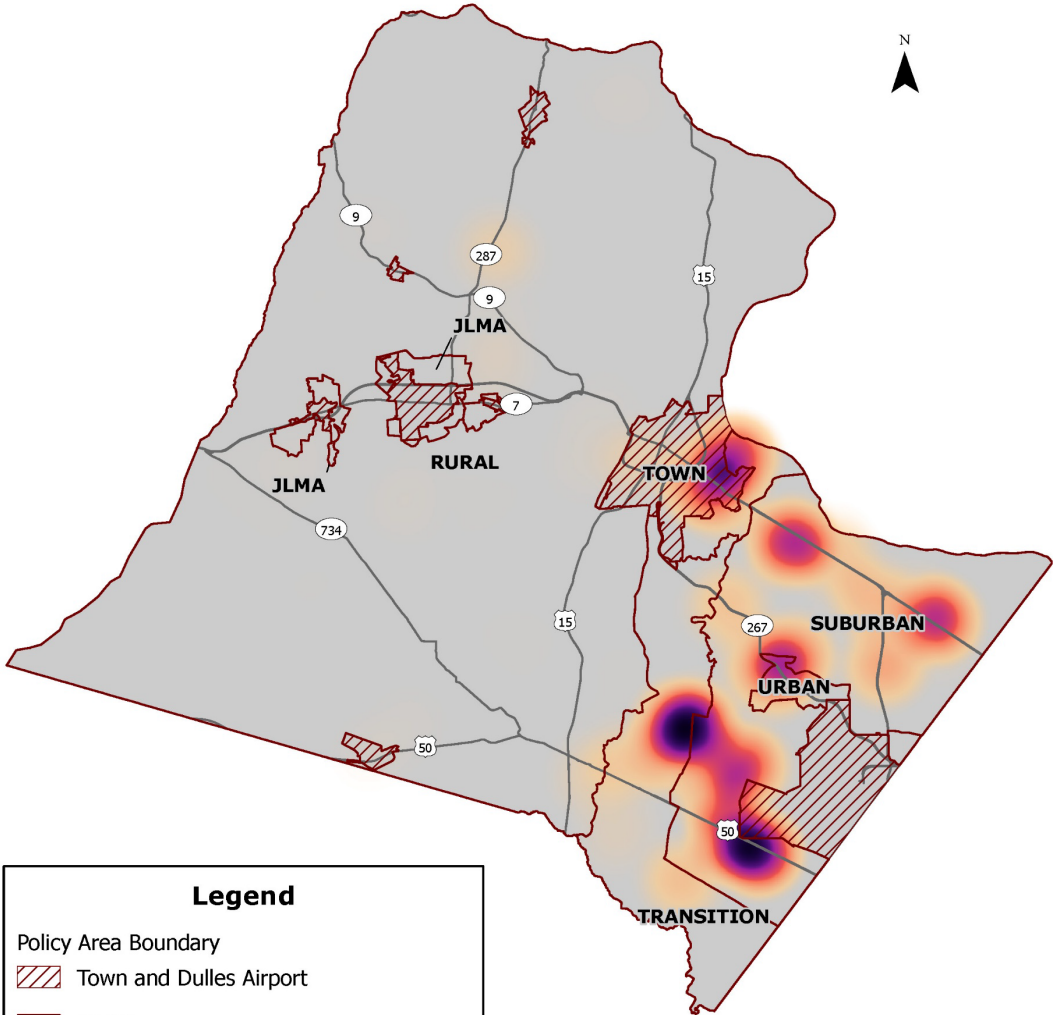 N
9
287
15
9
JLMA
7
RURAL
TOWN
JLMA
734
15
267
SUBURBAN
URBAN
50
50
Legend
TRANSITION
Policy Area Boundary
Town and Dulles Airport